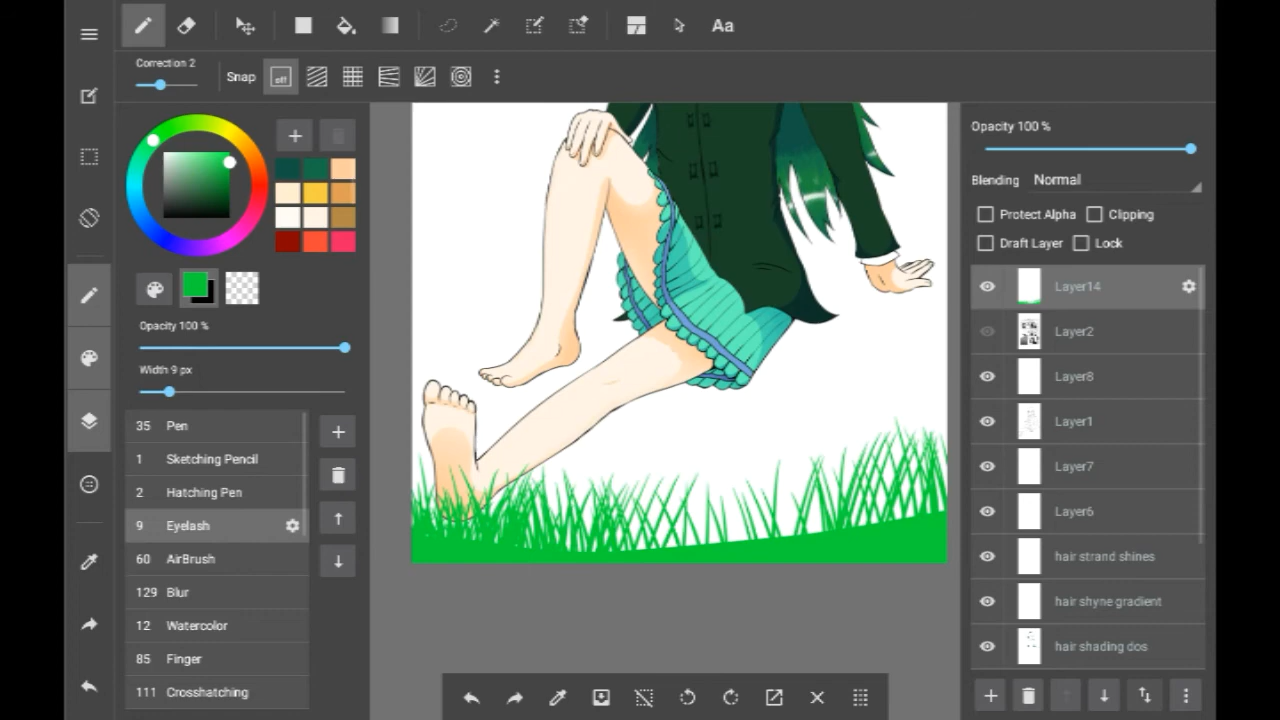 Aa
Correction 2
Snap
off
Opacity 100 %
Width 9 px
35 Pen
1 Sketching Pencil
2 Hatching Pen
9 Eyelash
60 AirBrush
129 Blur
12 Watercolor
85 Finger
111 Crosshatching
Opacity 100 %
Blending Normal
Protect Alpha Clipping
Draft Layer Lock
Layer14
Layer2
Layer8
Layer1
Layer7
Layer6
hair strand shines
hair shyne gradient
hair shading dos